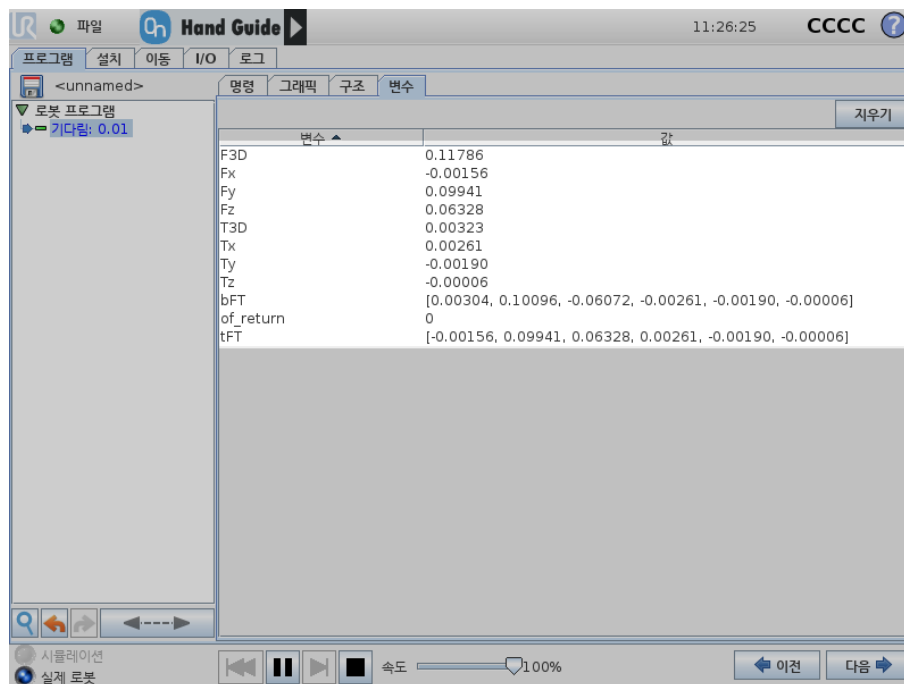 UR 파일 On Hand Guide 11:26:25 CCCC ?
프로그램 설치 이동 I/O 로그
<unnamed> 명령 그래픽 구조 변수
로봇 프로그램 지우기
기다림: 0.01
변수 값
F3D 0.11786
Fx -0.00156
Fy 0.09941
Fz 0.06328
T3D 0.00323
Tx 0.00261
Ty -0.00190
Tz -0.00006
bFT [0.00304, 0.10096, -0.06072, -0.00261, -0.00190, -0.00006]
of_return 0
tFT [-0.00156, 0.09941, 0.06328, 0.00261, -0.00190, -0.00006]
시뮬레이션
실제 로봇 속도 100% 이전 다음